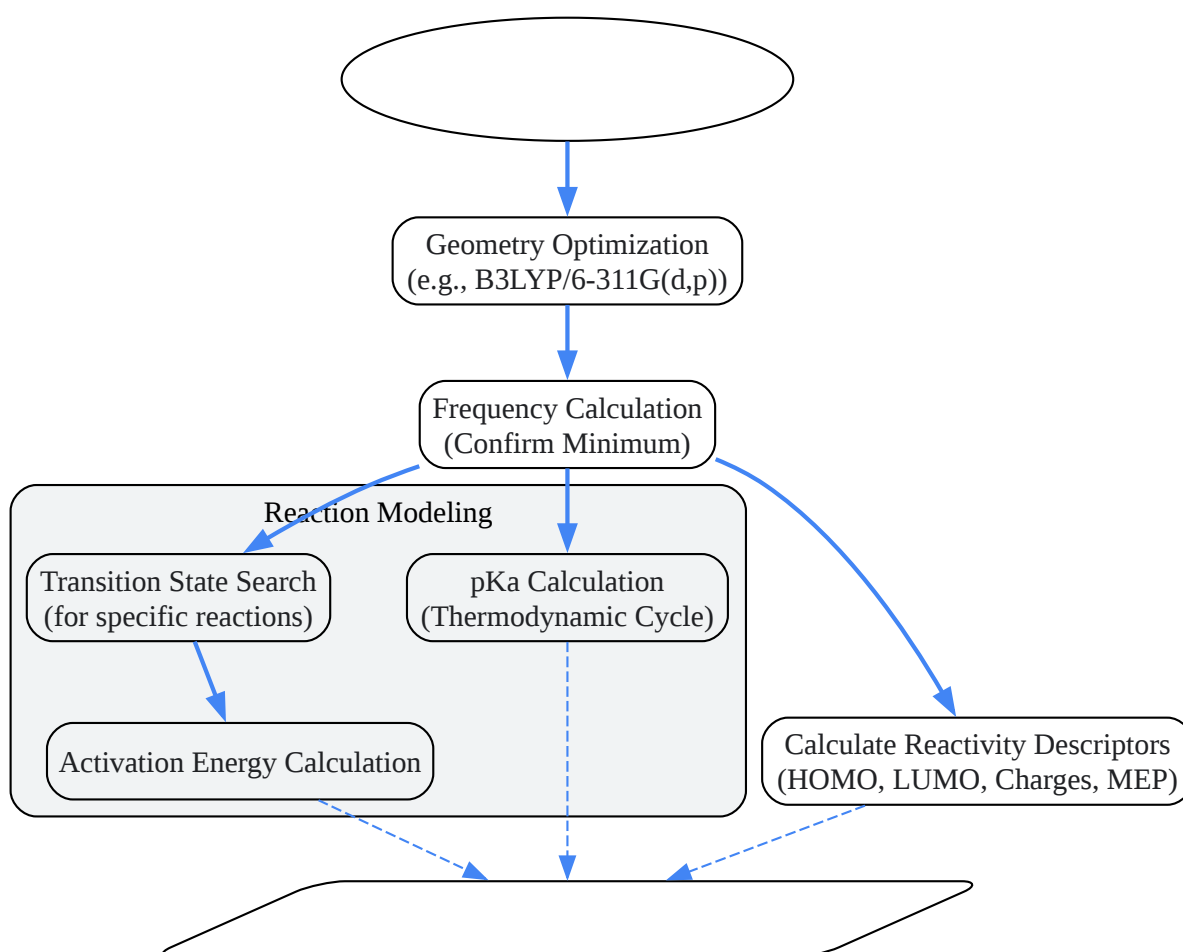 Geometry Optimization
(e.g., B3LYP/6-311G(d,p))
Frequency Calculation
(Confirm Minimum)
Reaction Modeling
Transition State Search
(for specific reactions)
pKa Calculation
(Thermodynamic Cycle)
Activation Energy Calculation
Calculate Reactivity Descriptors
(HOMO, LUMO, Charges, MEP)